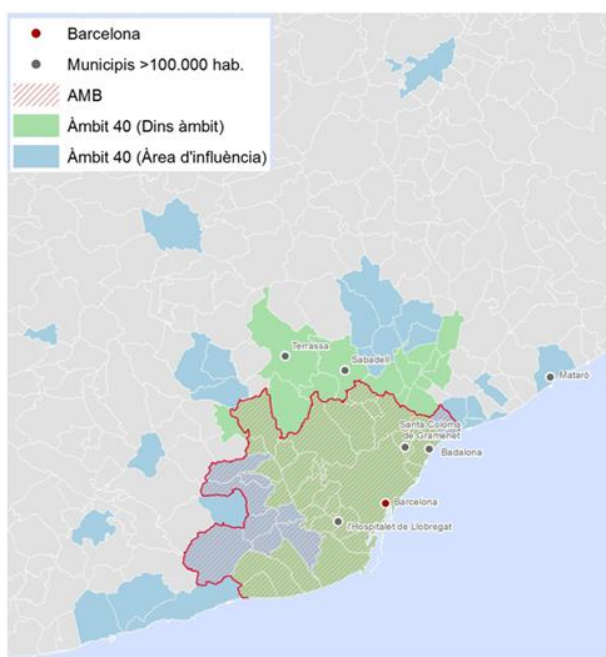 Barcelona
Municipis >100.000 hab.
AMB
Àmbit 40 (Dins àmbit)
Àmbit 40 (Àrea d'influència)
Terrassa
Sabadell
Mataró
Santa Coloma
de Gramenet
Badalona
Barcelona
l'Hospitalet de Llobregat